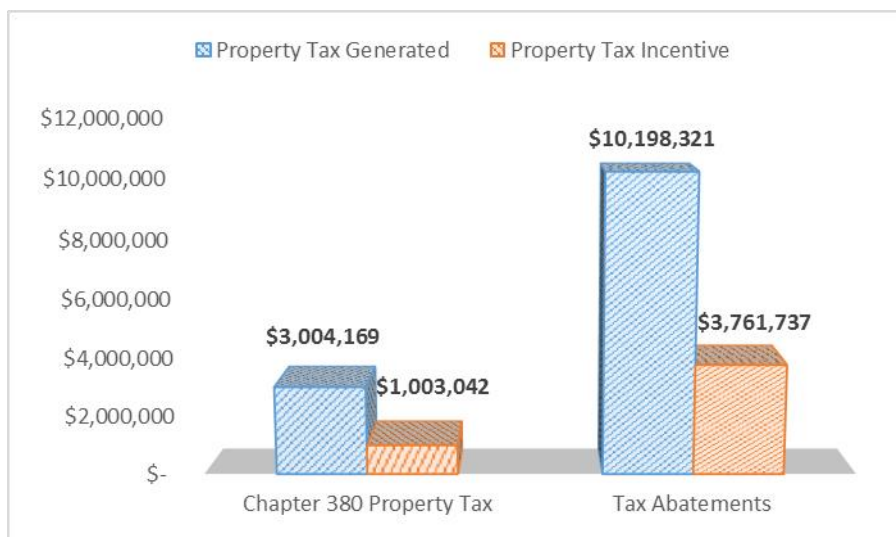 Property Tax Generated
Property Tax Incentive
$12,000,000
$10,000,000
$8,000,000
$6,000,000
$4,000,000
$2,000,000
$-
$3,004,169
$1,003,042
$10,198,321
$3,761,737
Chapter 380 Property Tax
Tax Abatements